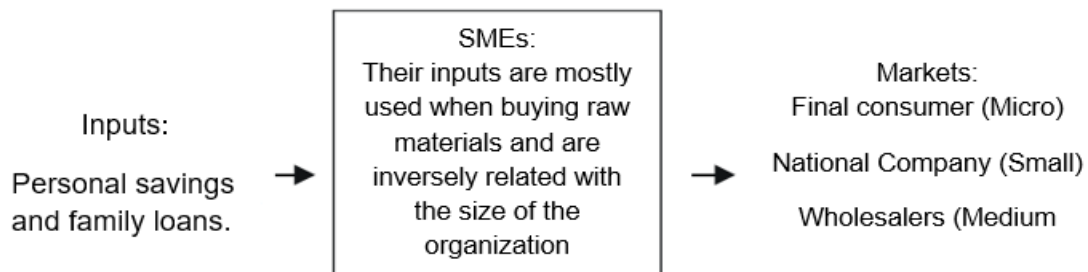 Inputs:
Personal savings
and family loans.
SMEs:
Their inputs are mostly
used when buying raw
materials and are
inversely related with
the size of the
organization
Markets:
Final consumer (Micro)
National Company (Small)
Wholesalers (Medium